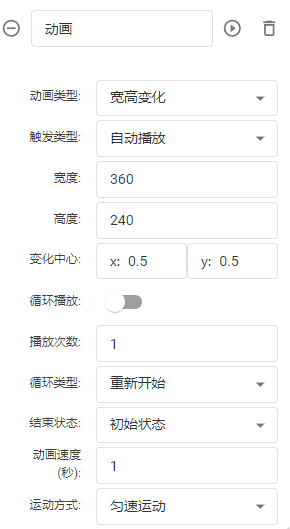 动画
动画类型: 宽高变化
触发类型: 自动播放
宽度: 360
高度: 240
变化中心: x: 0.5 y: 0.5
循环播放:
播放次数: 1
循环类型: 重新开始
结束状态: 初始状态
动画速度
(秒): 1
运动方式: 匀速运动